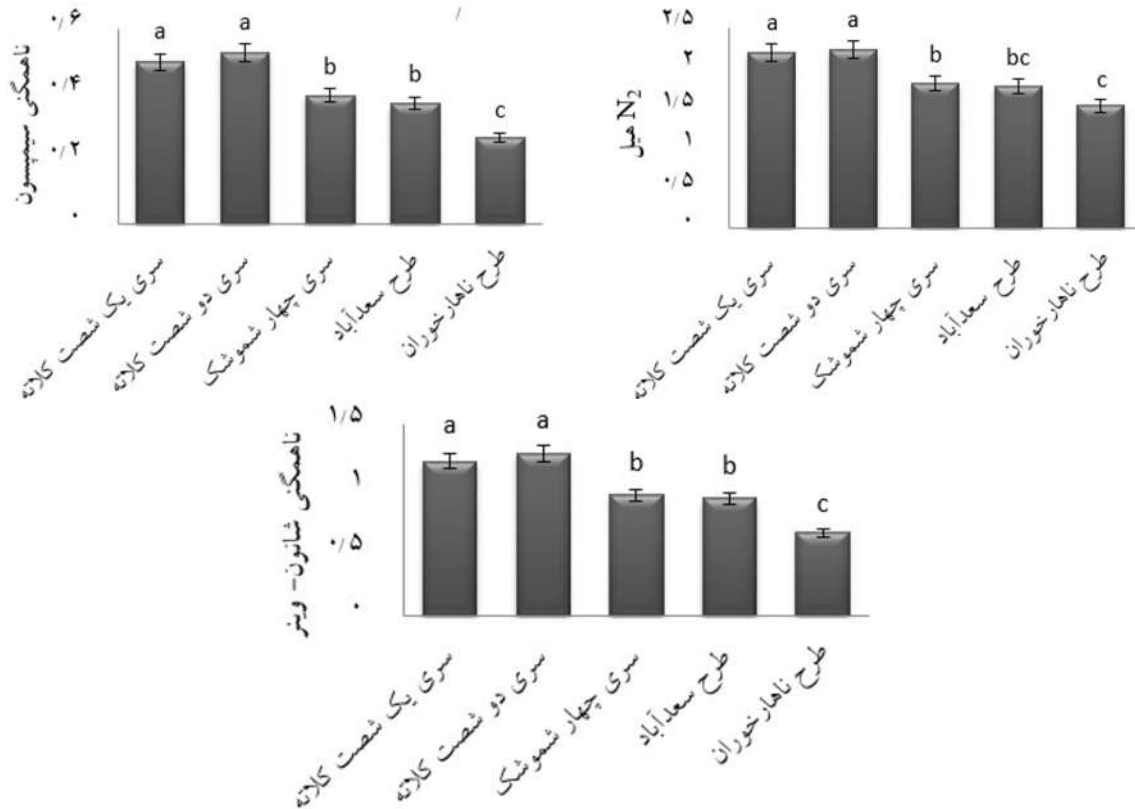 ناهمگنی سیمپسون
۰/۶
۰/۴
۰/۲
۰
/
a
a
b
b
c
سری یک شصت کلاته
سری دو شصت کلاته
سری چهار شموشک
طرح سعدآباد
طرح ناهارخوران
N2 هیل
۲/۵
۲
۱/۵
۱
۰/۵
۰
a
a
b
bc
c
سری یک شصت کلاته
سری دو شصت کلاته
سری چهار شموشک
طرح سعدآباد
طرح ناهارخوران
ناهمگنی شانون- وینر
۱/۵
۱
۰/۵
۰
a
a
b
b
c
سری یک شصت کلاته
سری دو شصت کلاته
سری چهار شموشک
طرح سعدآباد
طرح ناهارخوران